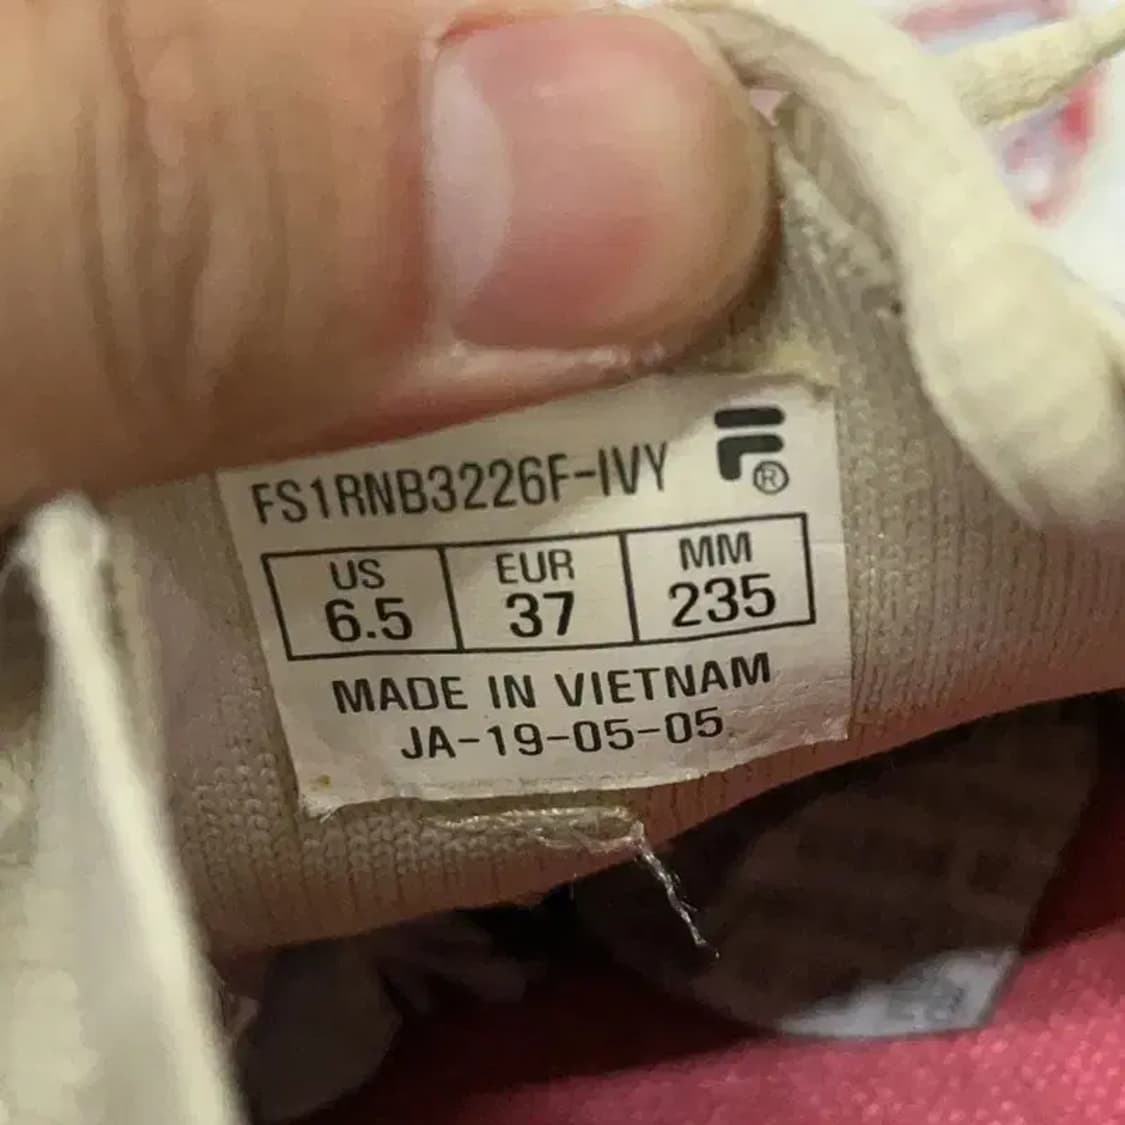 FS1RNB3226F-IVY
®
US EUR MM
6.5 37 235
MADE IN VIETNAM
JA-19-05-05